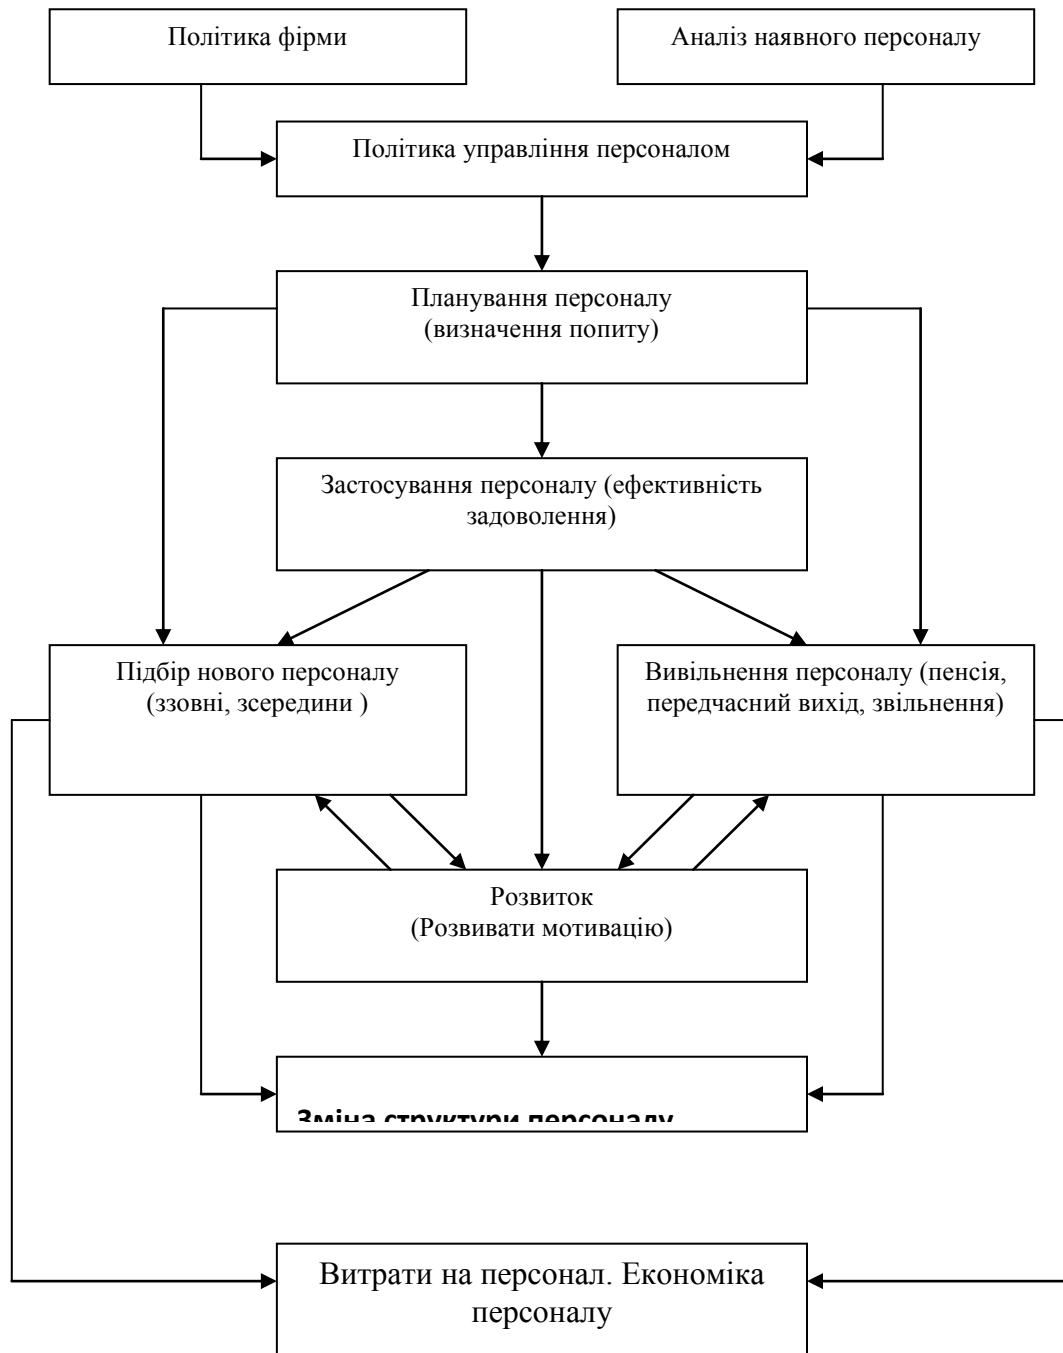 Політика фірми
Аналіз наявного персоналу
Політика управління персоналом
Планування персоналу
(визначення попиту)
Застосування персоналу (ефективність
задоволення)
Підбір нового персоналу
(ззовні, зсередини )
Вивільнення персоналу (пенсія,
передчасний вихід, звільнення)
Розвиток
(Розвивати мотивацію)
Зміна структури персоналу
Витрати на персонал. Економіка
персоналу